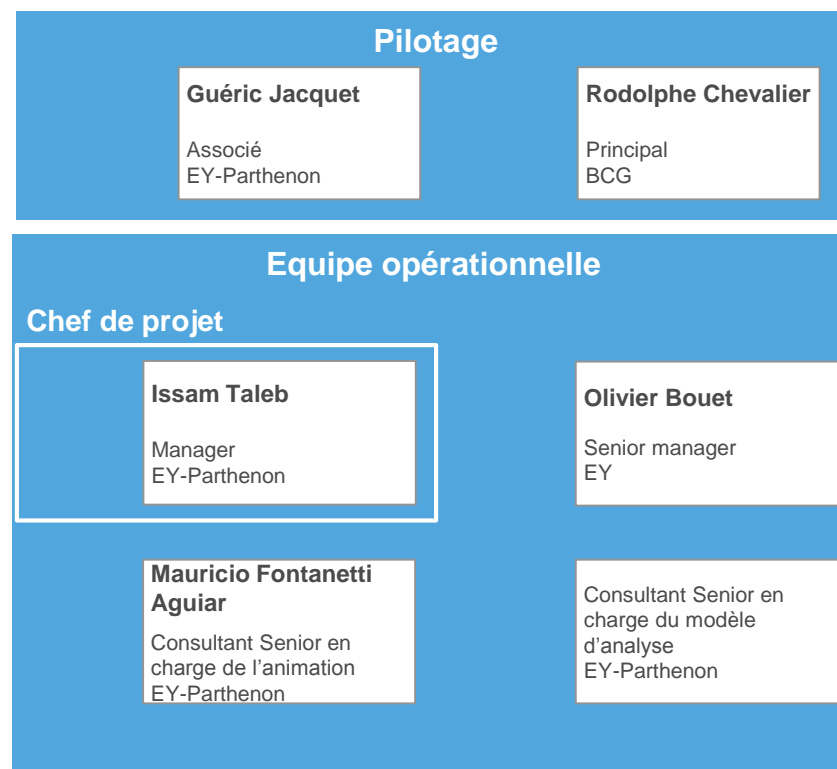 Pilotage
Guéric Jacquet
Associé
EY-Parthenon
Rodolphe Chevalier
Principal
BCG
Equipe opérationnelle
Chef de projet
Issam Taleb
Manager
EY-Parthenon
Olivier Bouet
Senior manager
EY
Mauricio Fontanetti
Aguiar
Consultant Senior en
charge de l’animation
EY-Parthenon
Consultant Senior en
charge du modèle
d’analyse
EY-Parthenon